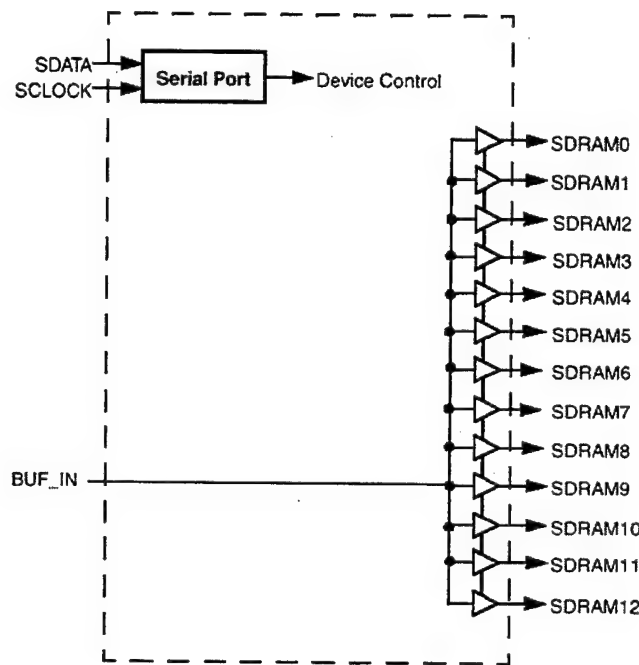 SDATA
SCLOCK
Serial Port
Device Control
SDRAM0
SDRAM1
SDRAM2
SDRAM3
SDRAM4
SDRAM5
SDRAM6
SDRAM7
SDRAM8
BUF_IN
SDRAM9
SDRAM10
SDRAM11
SDRAM12